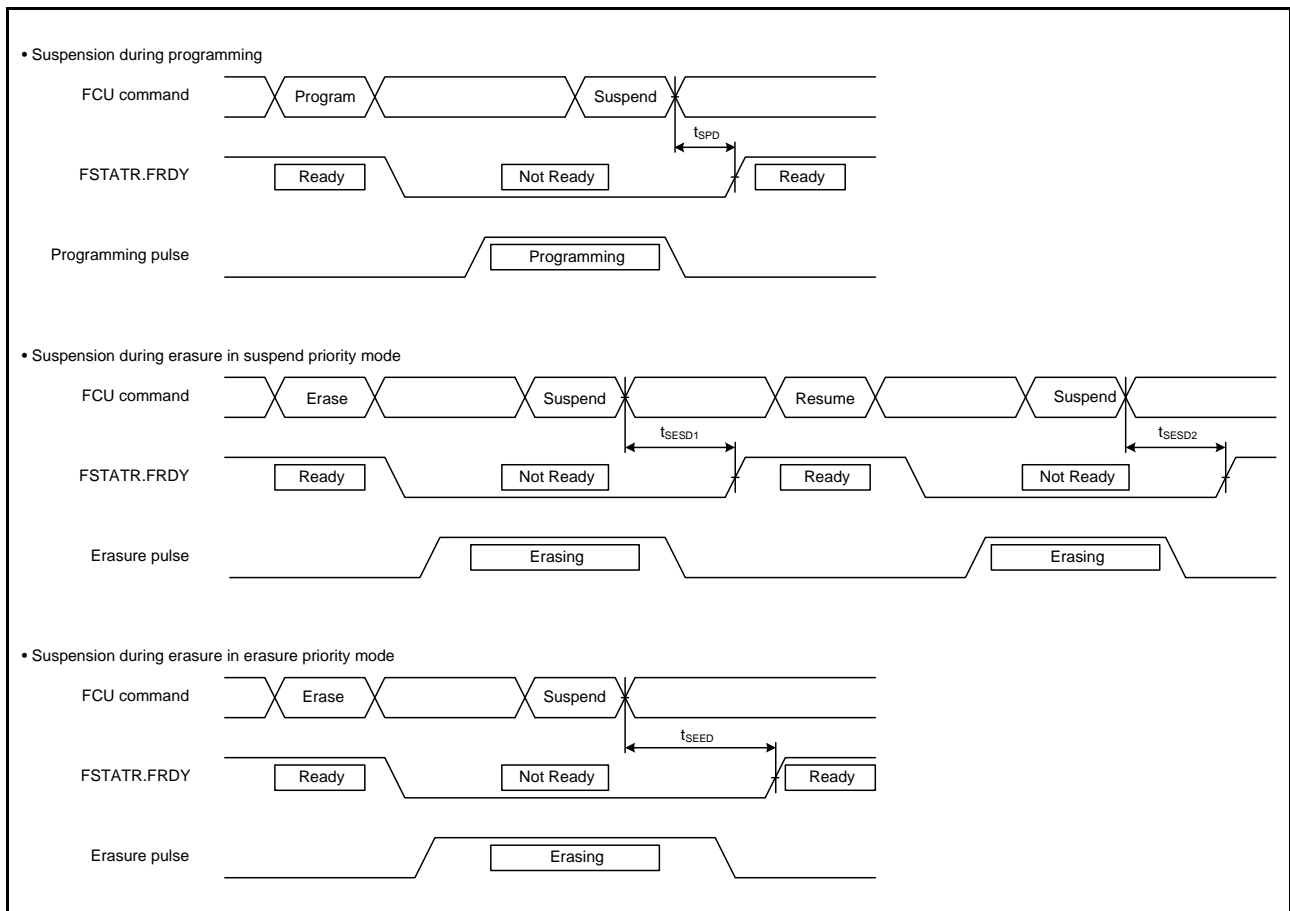 • Suspension during programming
FCU command Program Suspend
tSPD
FSTATR.FRDY Ready Not Ready Ready
Programming pulse Programming
• Suspension during erasure in suspend priority mode
FCU command Erase Suspend Resume Suspend
tSESD1 tSESD2
FSTATR.FRDY Ready Not Ready Ready Not Ready
Erasure pulse Erasing Erasing
• Suspension during erasure in erasure priority mode
FCU command Erase Suspend
tSEED
FSTATR.FRDY Ready Not Ready Ready
Erasure pulse Erasing